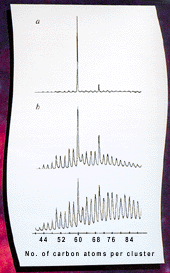 a
b
44 52 60 68 76 84
No. of carbon atoms per cluster